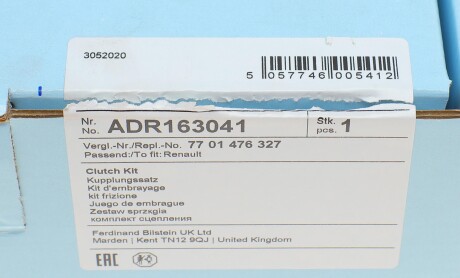 3052020
5 057746 005412
Nr.
No. ADR163041
Stk.
pcs. 1
Vergl.-Nr./Repl.-No. 77 01 476 327
Passend:/To fit: Renault
Clutch Kit
Kupplungssatz
Kit d'embrayage
kit frizione
Juego de embrague
Zestaw sprzxgla
комплект сцепления
Ferdinand Bilstein UK Ltd
Marden | Kent TN12 9QJ | United Kingdom
EAC